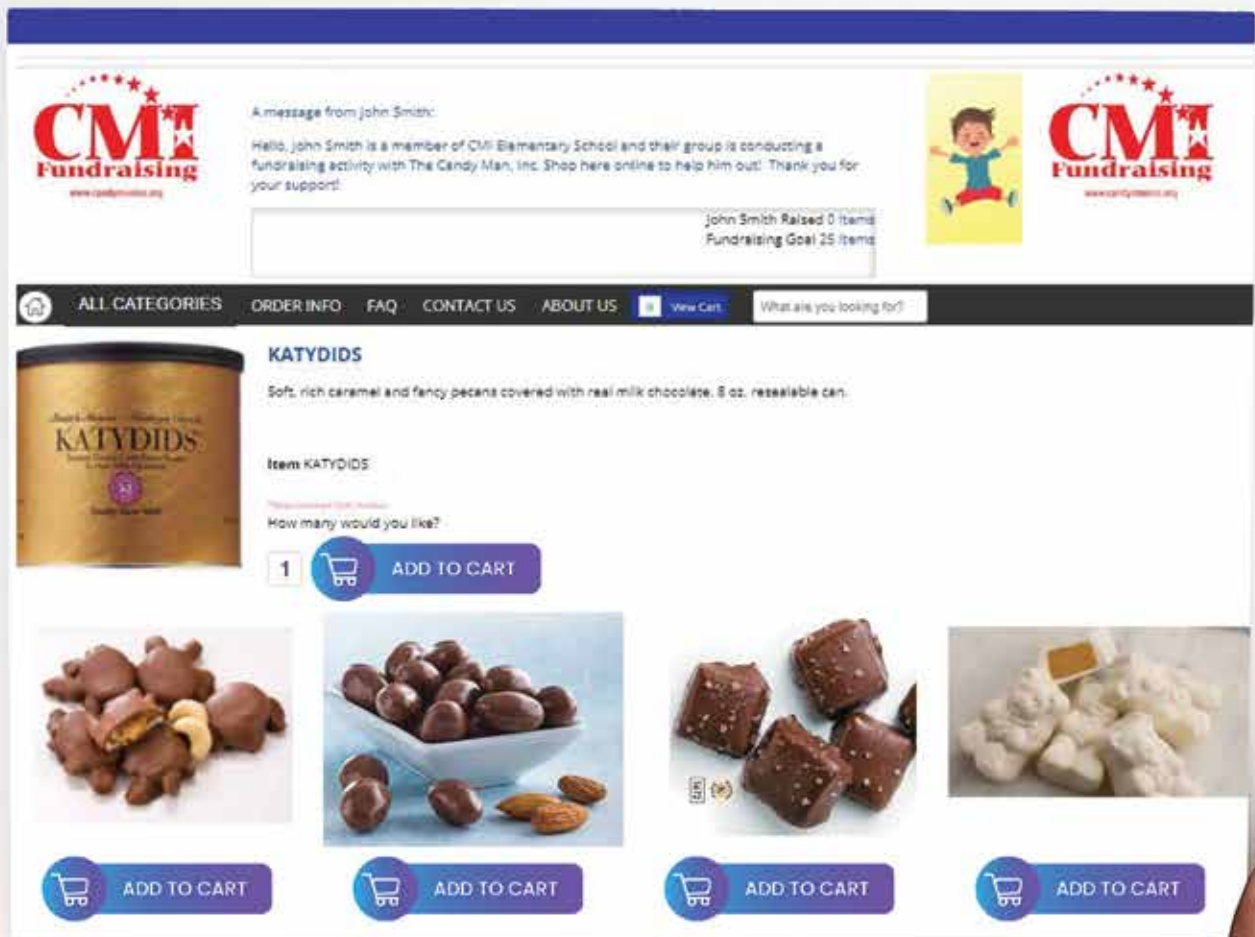 CMI
Fundraising
A message from John Smith:
Hello, John Smith is a member of CMI Elementary School and their group is conducting a
fundraising activity with The Candy Man, Inc. Shop here online to help him out! Thank you for
your support!
John Smith Raised 0 Items
Fundraising Goal 25 Items
CMI
Fundraising
ALL CATEGORIES ORDER INFO FAQ CONTACT US ABOUT US View Cart What are you looking for?
KATYDIDS
Soft, rich caramel and fancy pecans covered with real milk chocolate. 8 oz. resealable can.
KATYDIDS
Item KATYDIDS
How many would you like?
1 ADD TO CART
ADD TO CART ADD TO CART ADD TO CART ADD TO CART